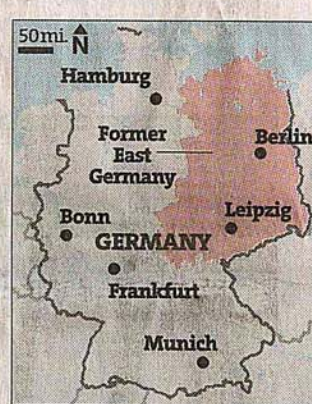 50mi. N
Hamburg
Former
East
Germany
Berlin
Bonn
Leipzig
GERMANY
Frankfurt
Munich